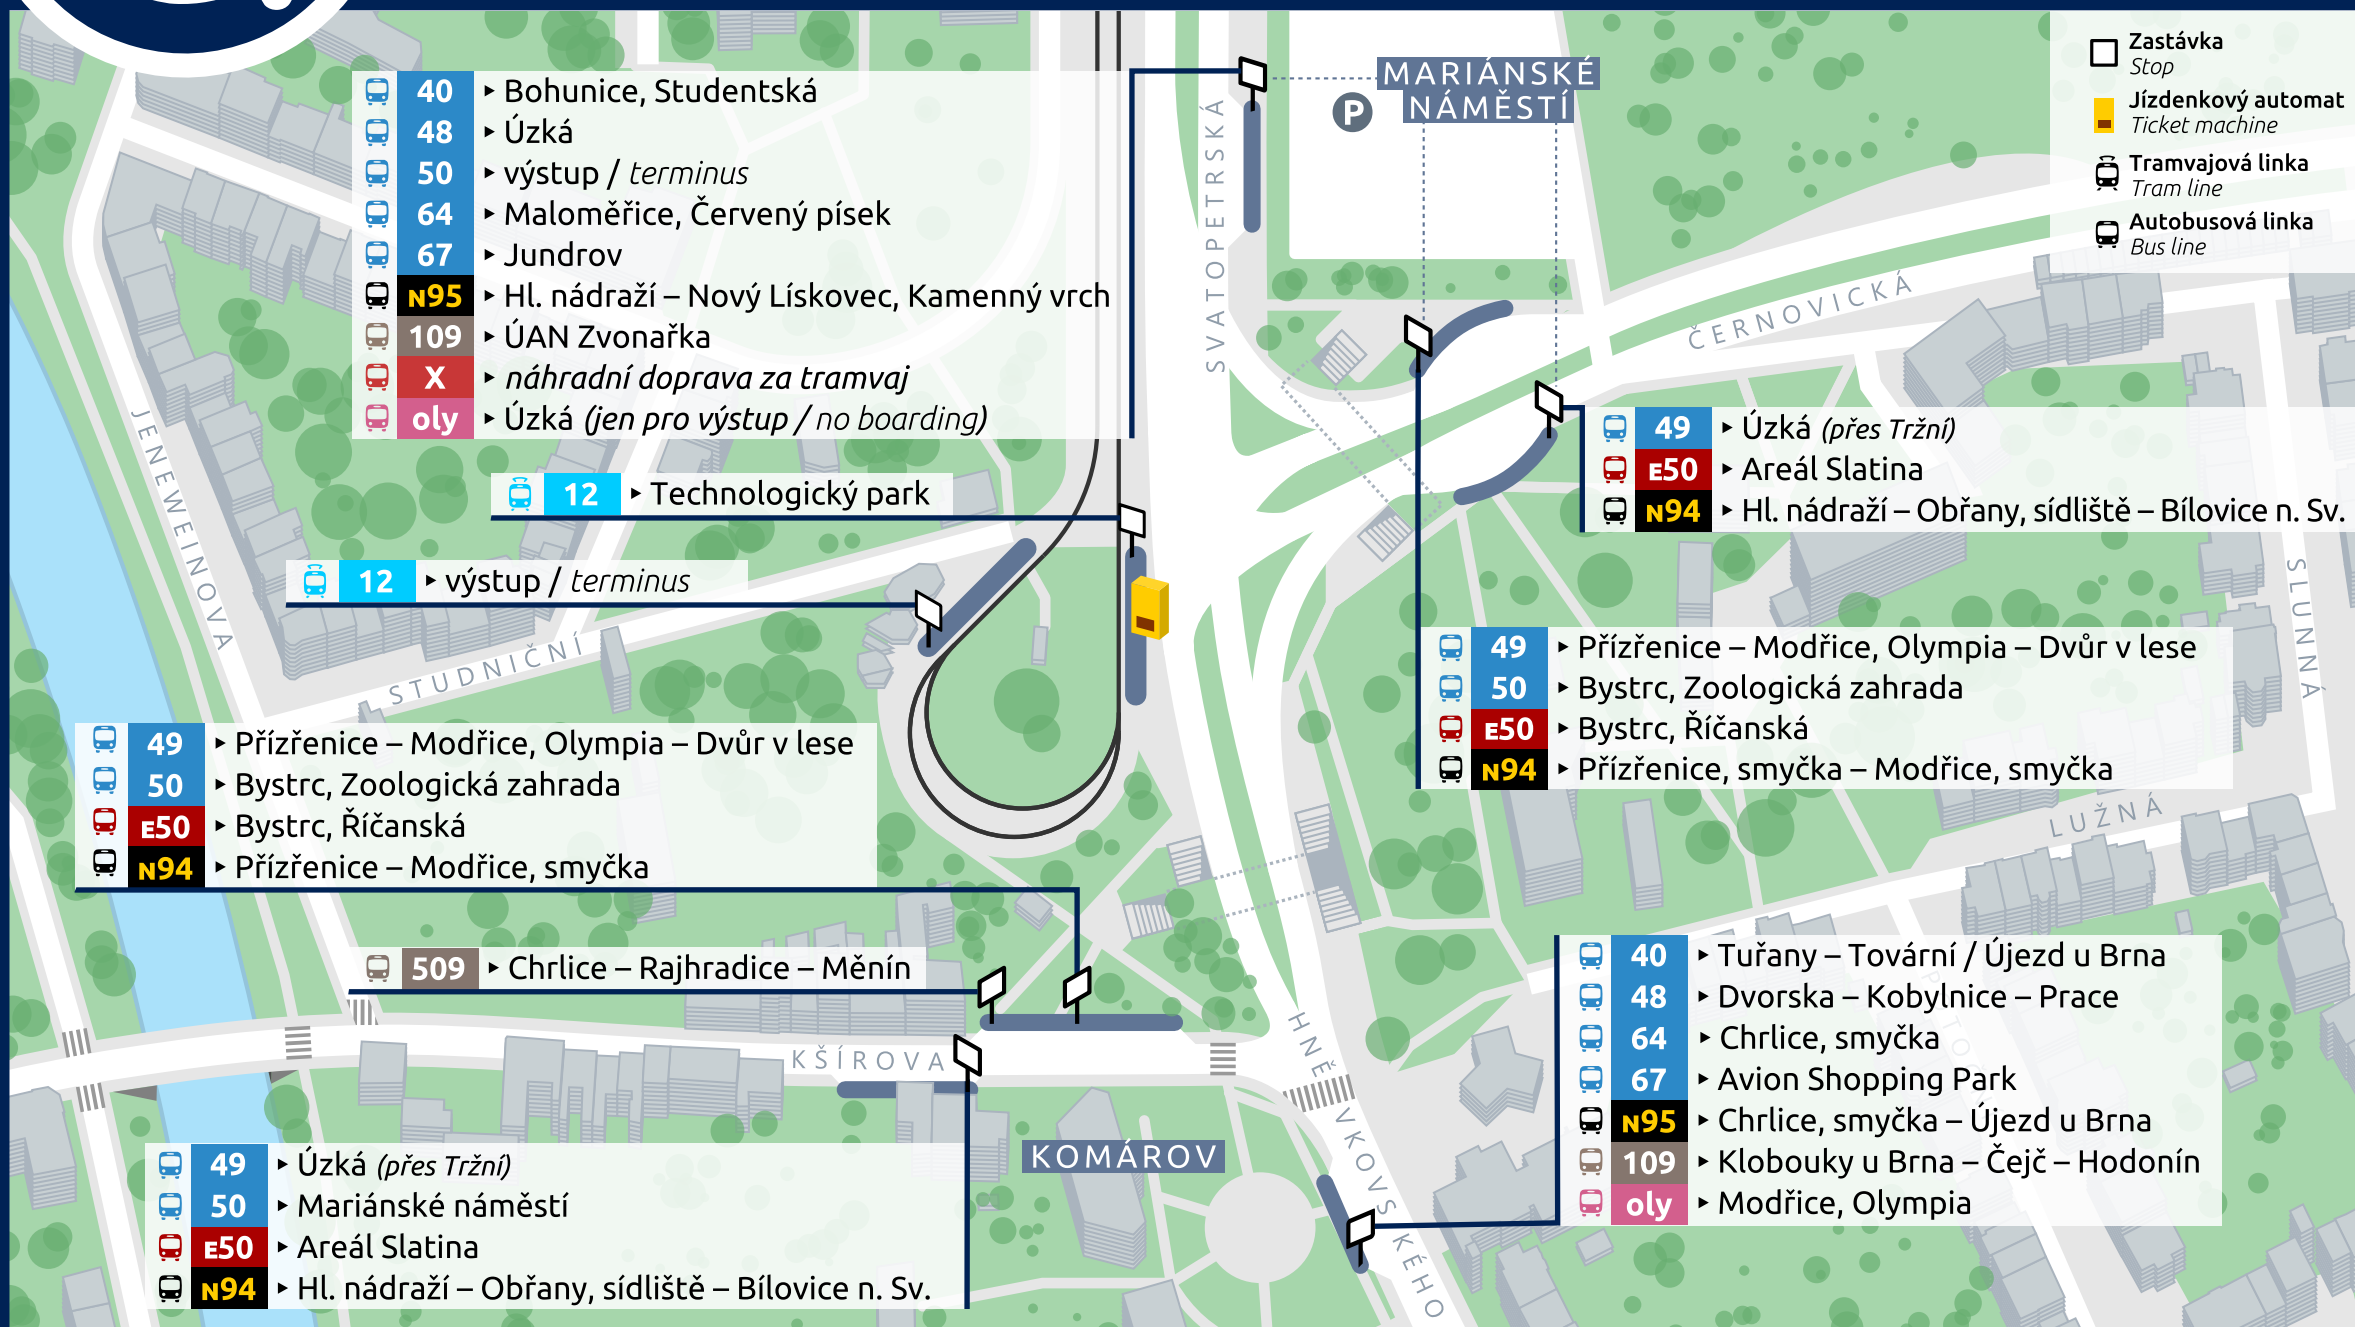 Zastávka
Stop
Jízdenkový automat
Ticket machine
Tramvajová linka
Tram line
Autobusová linka
Bus line
MARIÁNSKÉ
NÁMĚSTÍ
P
40 ‣ Bohunice, Studentská
48 ‣ Úzká
50 ‣ výstup / terminus
64 ‣ Maloměřice, Červený písek
67 ‣ Jundrov
N95 ‣ Hl. nádraží – Nový Lískovec, Kamenný vrch
109 ‣ ÚAN Zvonařka
X ‣ náhradní doprava za tramvaj
oly ‣ Úzká (jen pro výstup / no boarding)
SVATOPETRSKÁ
ČERNOVICKÁ
49 ‣ Úzká (přes Tržní)
E50 ‣ Areál Slatina
N94 ‣ Hl. nádraží – Obřany, sídliště – Bílovice n. Sv.
12 ‣ Technologický park
12 ‣ výstup / terminus
JENEWEINOVA
STUDNIČNÍ
SLUNNÁ
49 ‣ Přízřenice – Modřice, Olympia – Dvůr v lese
50 ‣ Bystrc, Zoologická zahrada
E50 ‣ Bystrc, Říčanská
N94 ‣ Přízřenice, smyčka – Modřice, smyčka
49 ‣ Přízřenice – Modřice, Olympia – Dvůr v lese
50 ‣ Bystrc, Zoologická zahrada
E50 ‣ Bystrc, Říčanská
N94 ‣ Přízřenice – Modřice, smyčka
LUŽNÁ
509 ‣ Chrlice – Rajhradice – Měnín
KŠÍROVA
HNĚVKOVSKÉHO
40 ‣ Tuřany – Tovární / Újezd u Brna
48 ‣ Dvorska – Kobylnice – Prace
64 ‣ Chrlice, smyčka
67 ‣ Avion Shopping Park
N95 ‣ Chrlice, smyčka – Újezd u Brna
109 ‣ Klobouky u Brna – Čejč – Hodonín
oly ‣ Modřice, Olympia
KOMÁROV
49 ‣ Úzká (přes Tržní)
50 ‣ Mariánské náměstí
E50 ‣ Areál Slatina
N94 ‣ Hl. nádraží – Obřany, sídliště – Bílovice n. Sv.